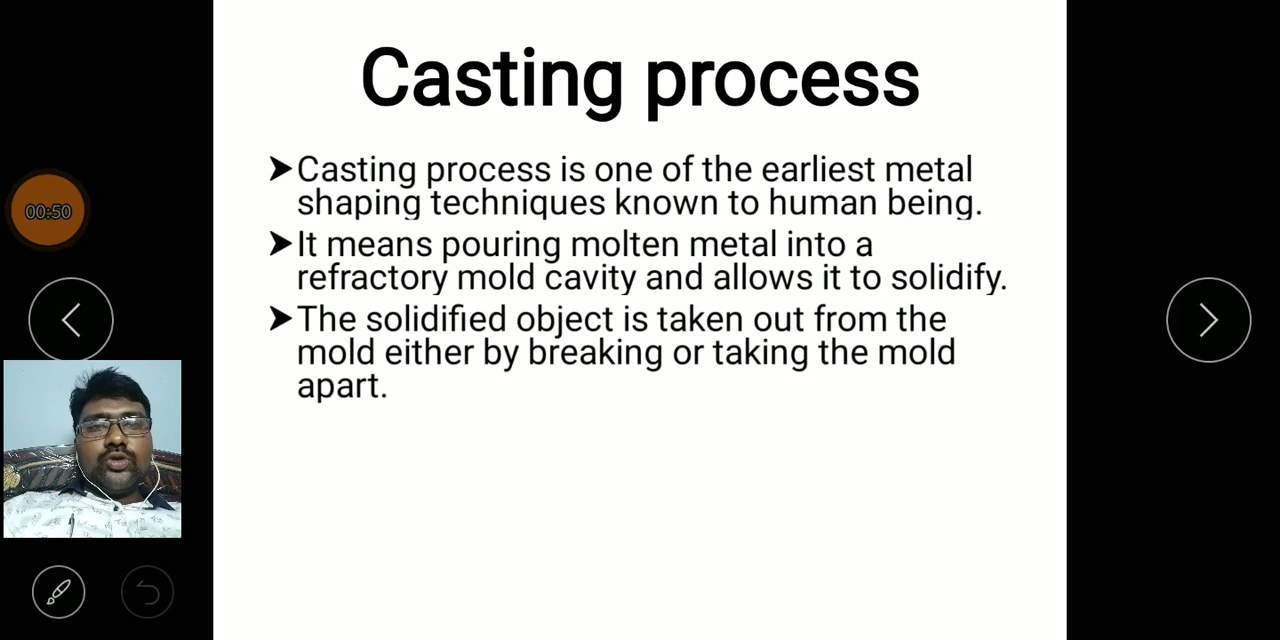 Casting process
➤Casting process is one of the earliest metal
shaping techniques known to human being.
➤It means pouring molten metal into a
refractory mold cavity and allows it to solidify.
➤The solidified object is taken out from the
mold either by breaking or taking the mold
apart.
00:50